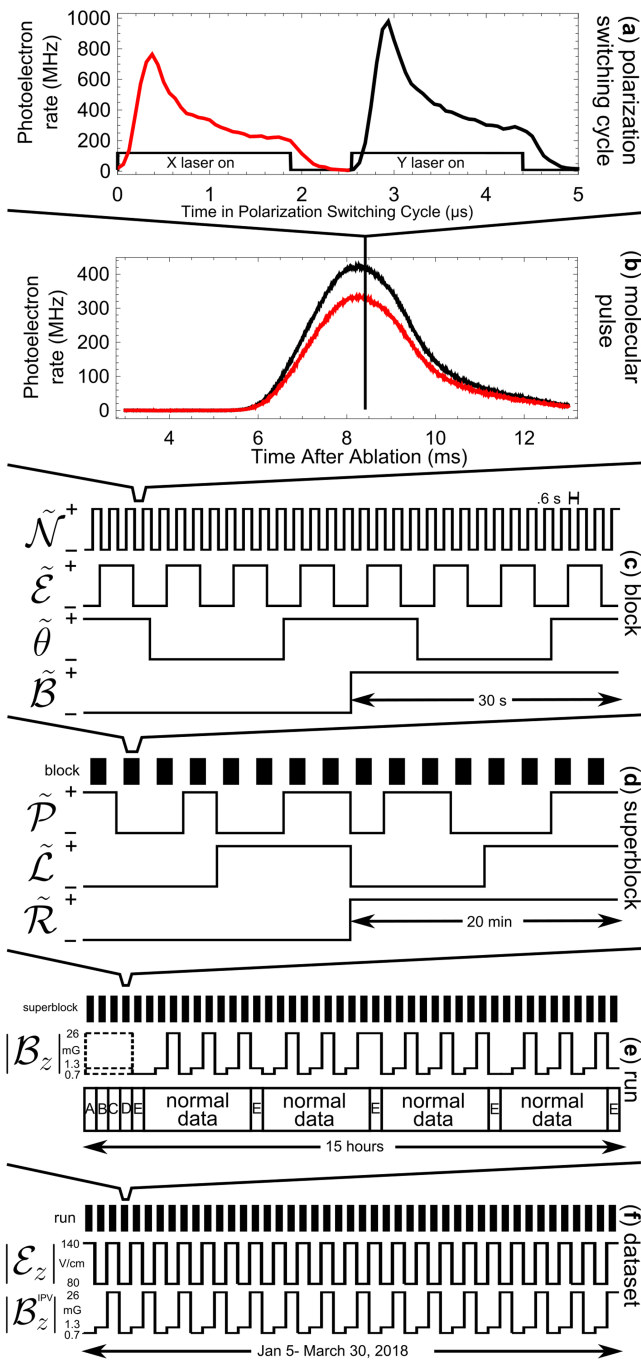 (a) polarization
switching cycle
Photoelectron
rate (MHz)
1000
800
600
400
200
0
X laser on
Y laser on
0
1
2
3
4
5
Time in Polarization Switching Cycle (μs)
(b) molecular
pulse
Photoelectron
rate (MHz)
400
300
200
100
0
4
6
8
10
12
Time After Ablation (ms)
(c) block
.6 s
Ñ + −
Ẽ + −
θ̃ + −
B̃ + −
30 s
(d) superblock
block
P̃ + −
L̃ + −
R̃ + −
20 min
(e) run
superblock
|B_z|
26
mG
1.3
0.7
A B C D E normal data E normal data E normal data E normal data E
15 hours
(f) dataset
run
|E_z|
140
V/cm
80
|B_z^IPV|
26
mG
1.3
0.7
Jan 5- March 30, 2018